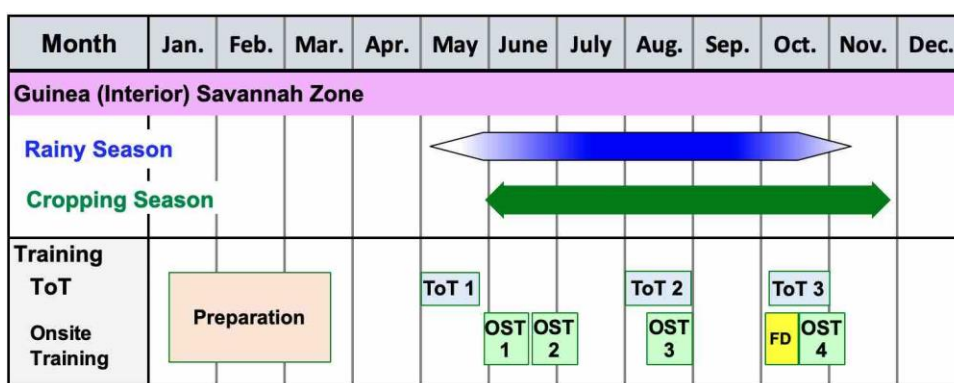 Month Jan. Feb. Mar. Apr. May June July Aug. Sep. Oct. Nov. Dec.
Guinea (Interior) Savannah Zone
Rainy Season
Cropping Season
Training
ToT
ToT 1 ToT 2 ToT 3
Preparation
Onsite
Training
OST
1
OST
2
OST
3
FD
OST
4